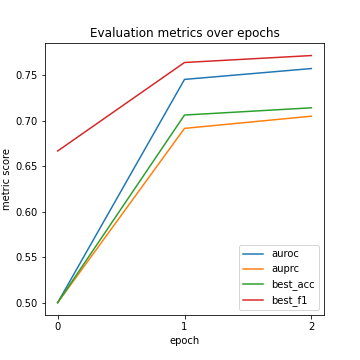 Evaluation metrics over epochs
metric score
0.75
0.70
0.65
0.60
0.55
0.50
auroc
auprc
best_acc
best_f1
0 1 2
epoch